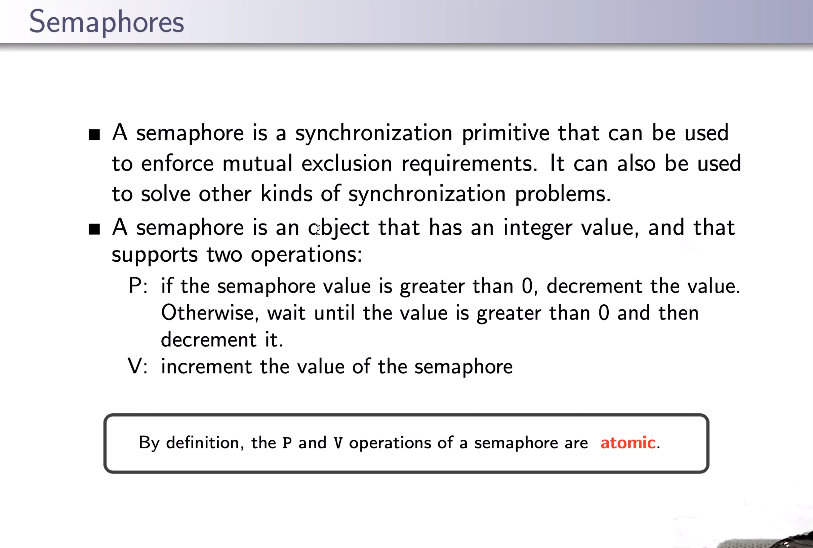 Semaphores
■ A semaphore is a synchronization primitive that can be used
to enforce mutual exclusion requirements. It can also be used
to solve other kinds of synchronization problems.
■ A semaphore is an object that has an integer value, and that
supports two operations:
P: if the semaphore value is greater than 0, decrement the value.
Otherwise, wait until the value is greater than 0 and then
decrement it.
V: increment the value of the semaphore
By definition, the P and V operations of a semaphore are atomic.